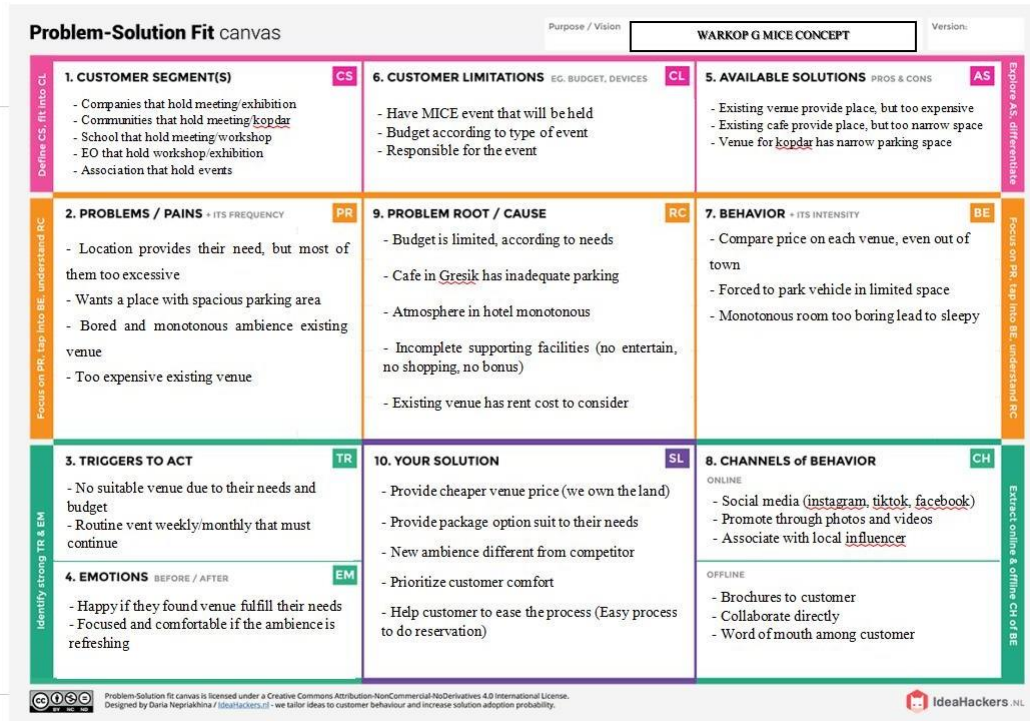 Problem-Solution Fit canvas
Purpose / Vision
WARKOP G MICE CONCEPT
Version:
Define CS, fit into CL
1. CUSTOMER SEGMENT(S)
CS
- Companies that hold meeting/exhibition
- Communities that hold meeting/kopdar
- School that hold meeting/workshop
- EO that hold workshop/exhibition
- Association that hold events
6. CUSTOMER LIMITATIONS EG. BUDGET, DEVICES
CL
- Have MICE event that will be held
- Budget according to type of event
- Responsible for the event
5. AVAILABLE SOLUTIONS PROS & CONS
AS
- Existing venue provide place, but too expensive
- Existing cafe provide place, but too narrow space
- Venue for kopdar has narrow parking space
Explore AS, differentiate
Focus on PR, tap into BE, understand RC
2. PROBLEMS / PAINS + ITS FREQUENCY
PR
- Location provides their need, but most of
them too excessive
- Wants a place with spacious parking area
- Bored and monotonous ambience existing
venue
- Too expensive existing venue
9. PROBLEM ROOT / CAUSE
RC
- Budget is limited, according to needs
- Cafe in Gresik has inadequate parking
- Atmosphere in hotel monotonous
- Incomplete supporting facilities (no entertain,
no shopping, no bonus)
- Existing venue has rent cost to consider
7. BEHAVIOR + ITS INTENSITY
BE
- Compare price on each venue, even out of
town
- Forced to park vehicle in limited space
- Monotonous room too boring lead to sleepy
Focus on PR, tap into BE, understand RC
Identify strong TR & EM
3. TRIGGERS TO ACT
TR
- No suitable venue due to their needs and
budget
- Routine vent weekly/monthly that must
continue
4. EMOTIONS BEFORE / AFTER
EM
- Happy if they found venue fulfill their needs
- Focused and comfortable if the ambience is
refreshing
10. YOUR SOLUTION
SL
- Provide cheaper venue price (we own the land)
- Provide package option suit to their needs
- New ambience different from competitor
- Prioritize customer comfort
- Help customer to ease the process (Easy process
to do reservation)
8. CHANNELS of BEHAVIOR
CH
ONLINE
- Social media (instagram, tiktok, facebook)
- Promote through photos and videos
- Associate with local influencer
OFFLINE
- Brochures to customer
- Collaborate directly
- Word of mouth among customer
Extract online & offline CH of BE
cc
BY NC ND
Problem-Solution fit canvas is licensed under a Creative Commons Attribution-NonCommercial-NoDerivatives 4.0 International License.
Designed by Daria Nepriakhina / IdeaHackers.nl - we tailor ideas to customer behaviour and increase solution adoption probability.
IdeaHackers.NL